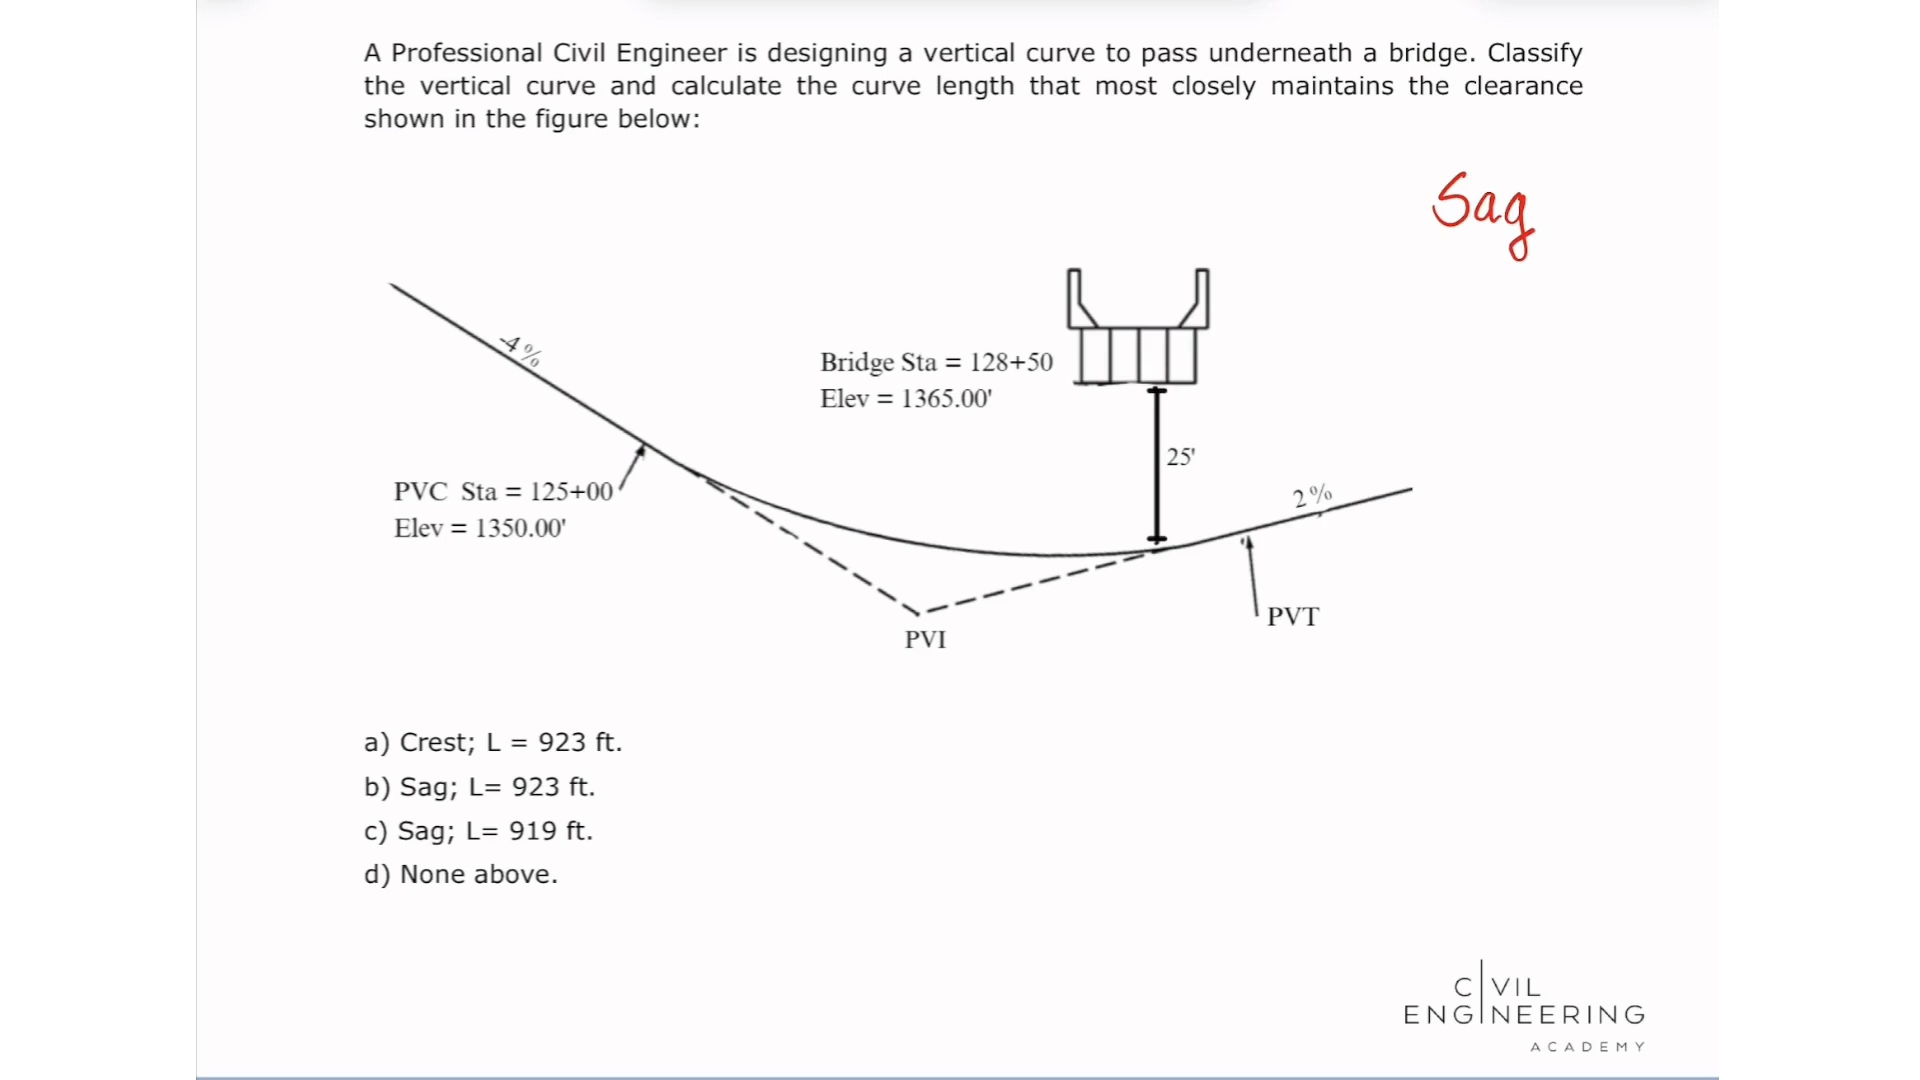 A Professional Civil Engineer is designing a vertical curve to pass underneath a bridge. Classify
the vertical curve and calculate the curve length that most closely maintains the clearance
shown in the figure below:
Sag
-4%
Bridge Sta = 128+50
Elev = 1365.00'
25'
PVC Sta = 125+00
Elev = 1350.00'
2%
PVT
PVI
a) Crest; L = 923 ft.
b) Sag; L= 923 ft.
c) Sag; L= 919 ft.
d) None above.
CIVIL
ENGINEERING
ACADEMY